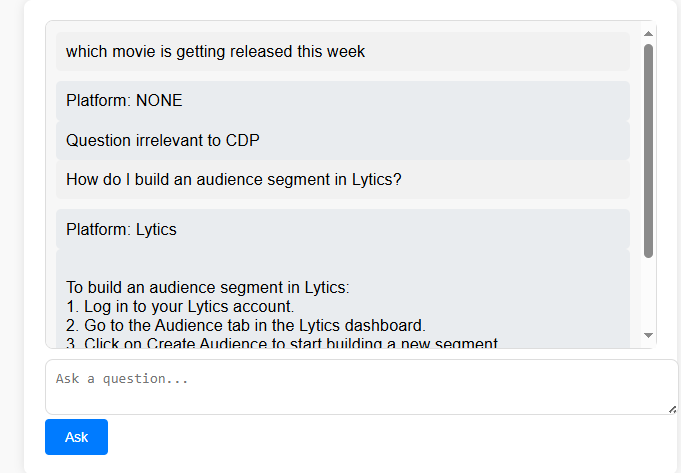 which movie is getting released this week
Platform: NONE
Question irrelevant to CDP
How do I build an audience segment in Lytics?
Platform: Lytics
To build an audience segment in Lytics:
1. Log in to your Lytics account.
2. Go to the Audience tab in the Lytics dashboard.
3. Click on Create Audience to start building a new segment
Ask a question...
Ask